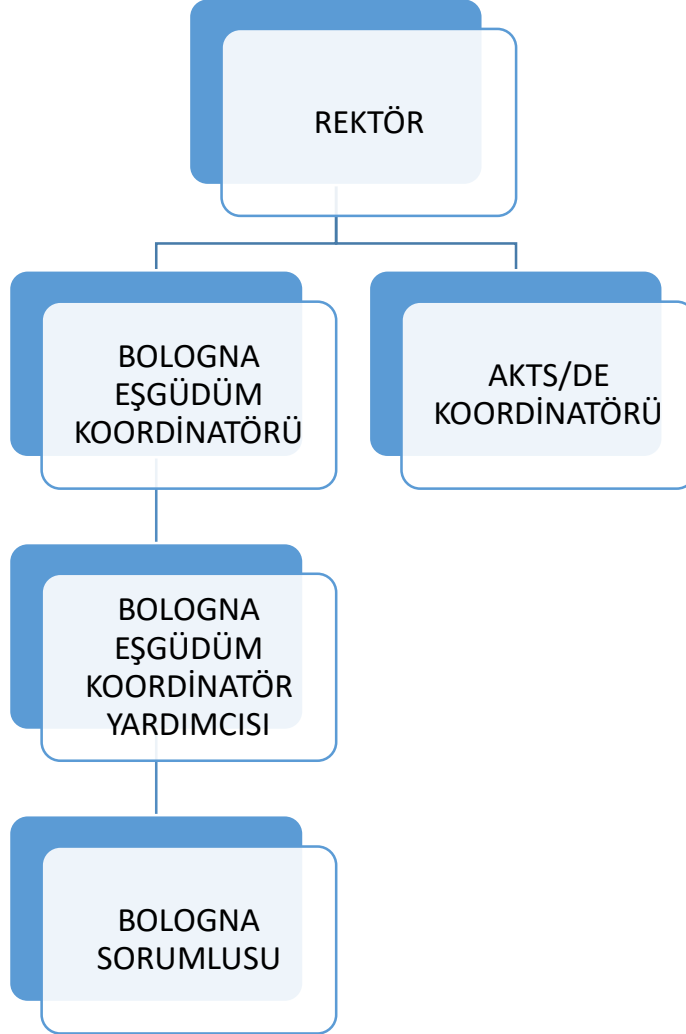 REKTÖR
BOLOGNA
EŞGÜDÜM
KOORDİNATÖRÜ
AKTS/DE
KOORDİNATÖRÜ
BOLOGNA
EŞGÜDÜM
KOORDİNATÖR
YARDIMCISI
BOLOGNA
SORUMLUSU